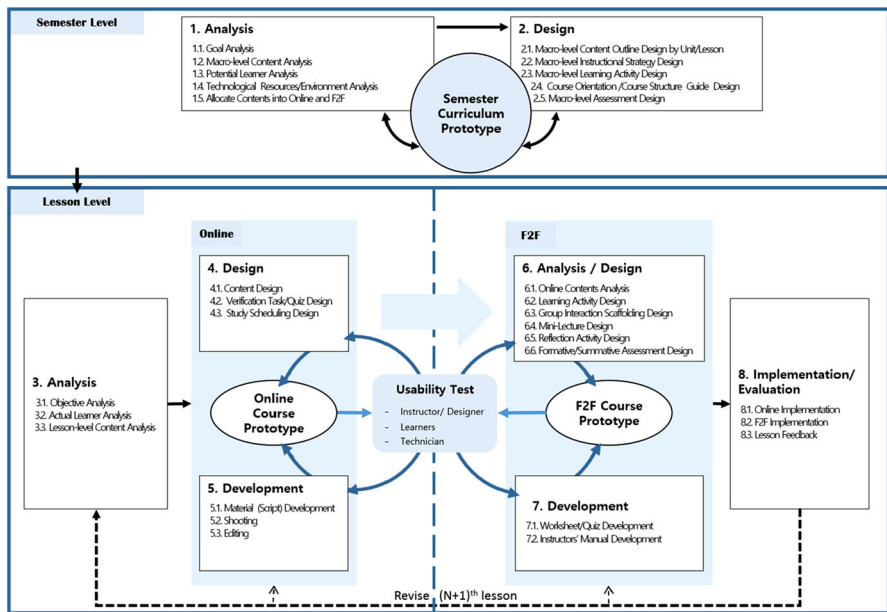 Semester Level
1. Analysis
1.1. Goal Analysis
1.2. Macro-level Content Analysis
1.3. Potential Learner Analysis
1.4. Technological Resources/Environment Analysis
1.5. Allocate Contents into Online and F2F
2. Design
2.1. Macro-level Content Outline Design by Unit/Lesson
2.2. Macro-level Instructional Strategy Design
2.3. Macro-level Learning Activity Design
2.4. Course Orientation /Course Structure Guide Design
2.5. Macro-level Assessment Design
Semester
Curriculum
Prototype
Lesson Level
3. Analysis
3.1. Objective Analysis
3.2. Actual Learner Analysis
3.3. Lesson-level Content Analysis
Online
4. Design
4.1. Content Design
4.2. Verification Task/Quiz Design
4.3. Study Scheduling Design
Online
Course
Prototype
5. Development
5.1. Material (Script) Development
5.2. Shooting
5.3. Editing
Usability Test
- Instructor/ Designer
- Learners
- Technician
F2F
6. Analysis / Design
6.1. Online Contents Analysis
6.2. Learning Activity Design
6.3. Group Interaction Scaffolding Design
6.4. Mini-Lecture Design
6.5. Reflection Activity Design
6.6. Formative/Summative Assessment Design
F2F Course
Prototype
7. Development
7.1. Worksheet/Quiz Development
7.2. Instructors' Manual Development
8. Implementation/
Evaluation
8.1. Online Implementation
8.2. F2F Implementation
8.3. Lesson Feedback
Revise (N+1)th lesson